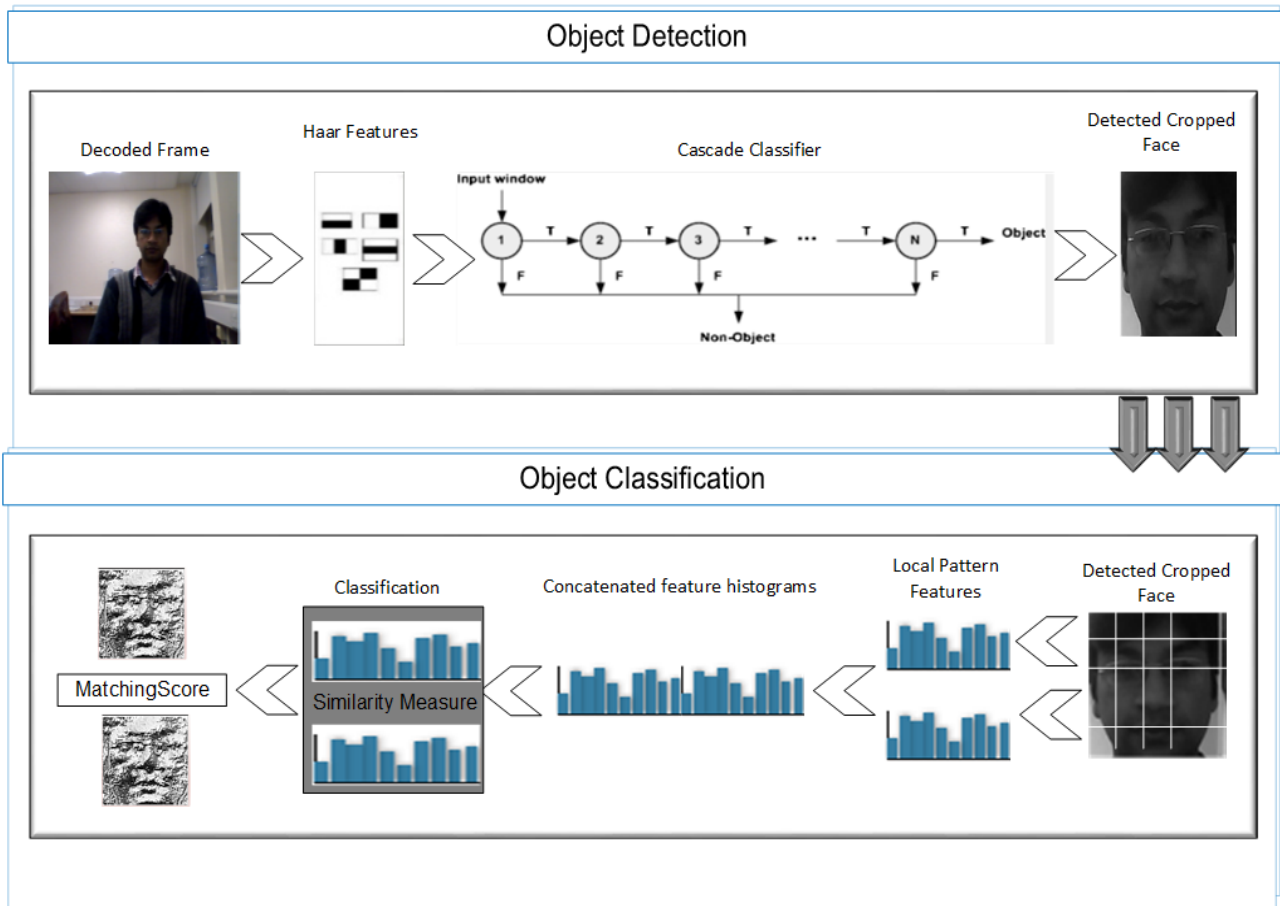 Object Detection
Decoded Frame
Haar Features
Cascade Classifier
Detected Cropped
Face
Input window
1
T
2
T
3
T
...
T
N
T
Object
F
F
F
F
Non-Object
Object Classification
Classification
Similarity Measure
Concatenated feature histograms
Local Pattern
Features
Detected Cropped
Face
MatchingScore